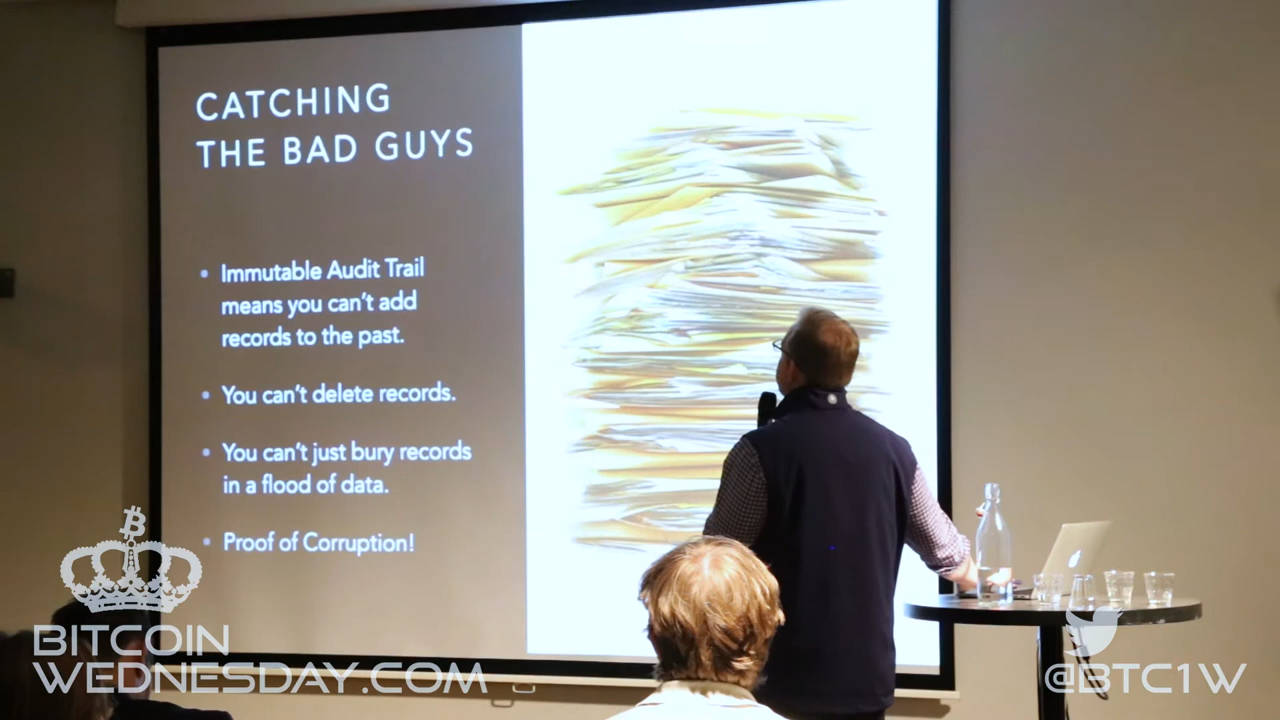 CATCHING
THE BAD GUYS
• Immutable Audit Trail
means you can't add
records to the past.
• You can't delete records.
• You can't just bury records
in a flood of data.
• Proof of Corruption!
BITCOIN
WEDNESDAY.COM
@BTC1W